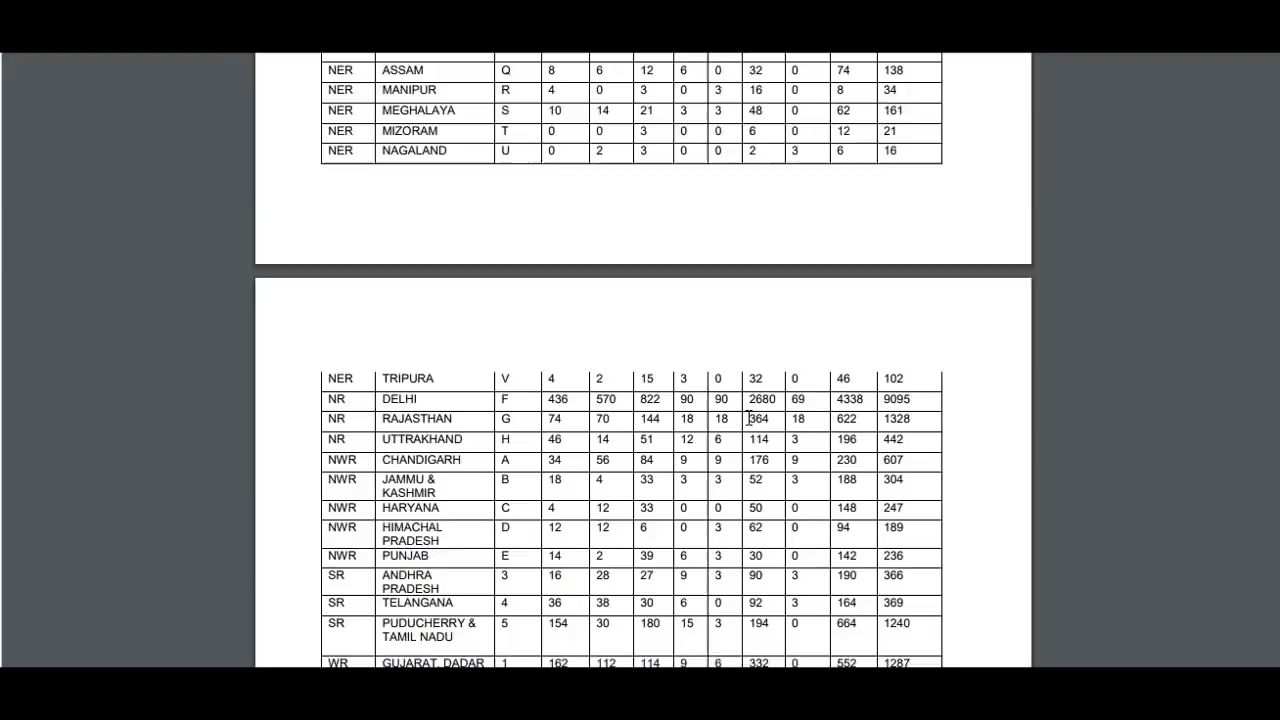 NER ASSAM Q 8 6 12 6 0 32 0 74 138
NER MANIPUR R 4 0 3 0 3 16 0 8 34
NER MEGHALAYA S 10 14 21 3 3 48 0 62 161
NER MIZORAM T 0 0 3 0 0 6 0 12 21
NER NAGALAND U 0 2 3 0 0 2 3 6 16
NER TRIPURA V 4 2 15 3 0 32 0 46 102
NR DELHI F 436 570 822 90 90 2680 69 4338 9095
NR RAJASTHAN G 74 70 144 18 18 364 18 622 1328
NR UTTRAKHAND H 46 14 51 12 6 114 3 196 442
NWR CHANDIGARH A 34 56 84 9 9 176 9 230 607
NWR JAMMU & B 18 4 33 3 3 52 3 188 304
KASHMIR
NWR HARYANA C 4 12 33 0 0 50 0 148 247
NWR HIMACHAL D 12 12 6 0 3 62 0 94 189
PRADESH
NWR PUNJAB E 14 2 39 6 3 30 0 142 236
SR ANDHRA 3 16 28 27 9 3 90 3 190 366
PRADESH
SR TELANGANA 4 36 38 30 6 0 92 3 164 369
SR PUDUCHERRY & 5 154 30 180 15 3 194 0 664 1240
TAMIL NADU
WR GUJARAT, DADAR 1 162 112 114 9 6 332 0 552 1287